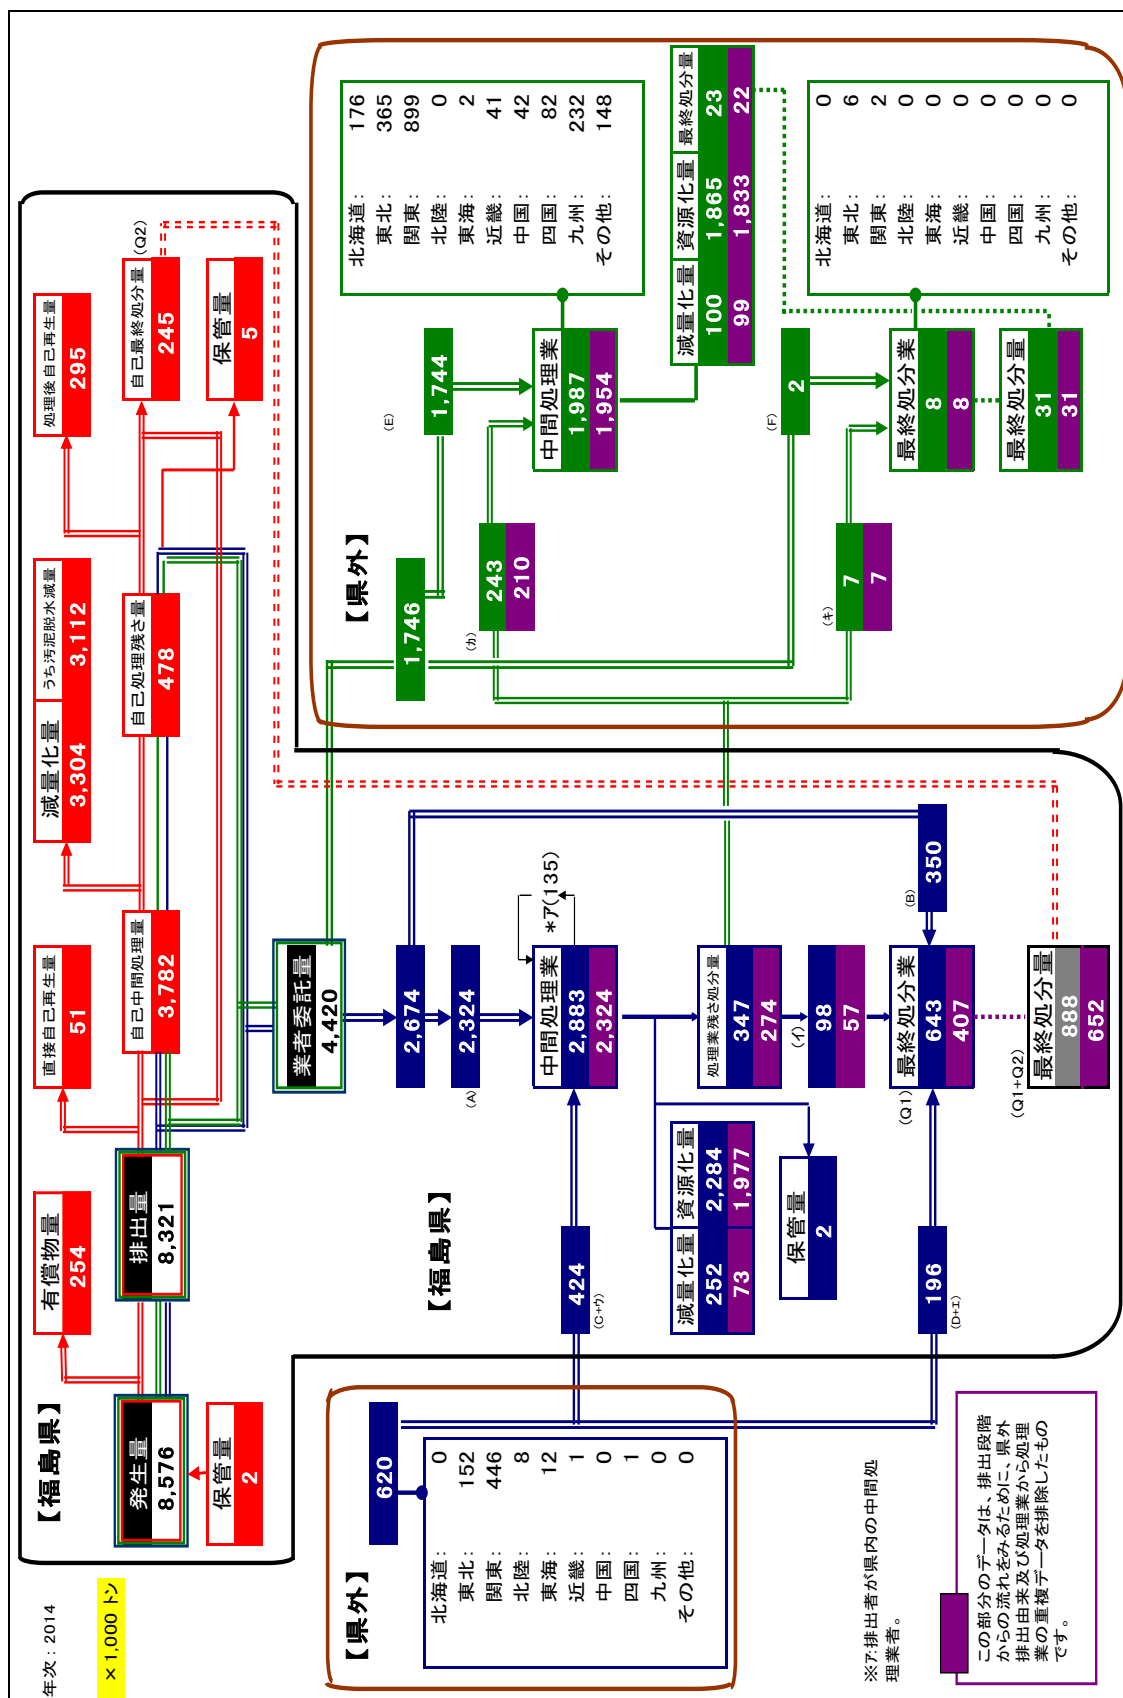 年次：2014
×1,000 トン
【福島県】
発生量
8,576
保管量
2
有償物量
254
排出量
8,321
直接自己再生量
51
自己中間処理量
3,782
減量化量
うち汚泥脱水減量
3,304
3,112
自己処理残さ量
478
処理後自己再生量
295
自己最終処分量
(Q2)
245
保管量
5
業者委託量
4,420
【県外】
620
北海道： 0
東北： 152
関東： 446
北陸： 8
東海： 12
近畿： 1
中国： 0
四国： 1
九州： 0
その他： 0
【福島県】
424
(C+ウ)
196
(D+エ)
2,674
2,324
(A)
中間処理業
2,883
2,324
*ア(135)
減量化量 資源化量
252 2,284
73 1,977
保管量
2
処理業残さ処分量
347
274
(イ)
98
57
(B)
350
(Q1)
最終処分業
643
407
(Q1+Q2)
最終処分量
888
652
【県外】
1,746
(E)
1,744
(カ)
243
210
中間処理業
1,987
1,954
北海道： 176
東北： 365
関東： 899
北陸： 0
東海： 2
近畿： 41
中国： 42
四国： 82
九州： 232
その他： 148
減量化量 資源化量 最終処分量
100 1,865 23
99 1,833 22
(F)
2
(キ)
7
7
最終処分業
8
8
最終処分量
31
31
北海道： 0
東北： 6
関東： 2
北陸： 0
東海： 0
近畿： 0
中国： 0
四国： 0
九州： 0
その他： 0
※ア:排出者が県内の中間処
理業者。
この部分のデータは、排出段階
からの流れをみるために、県外
排出由来及び処理業から処理
業の重複データを排除したもの
です。